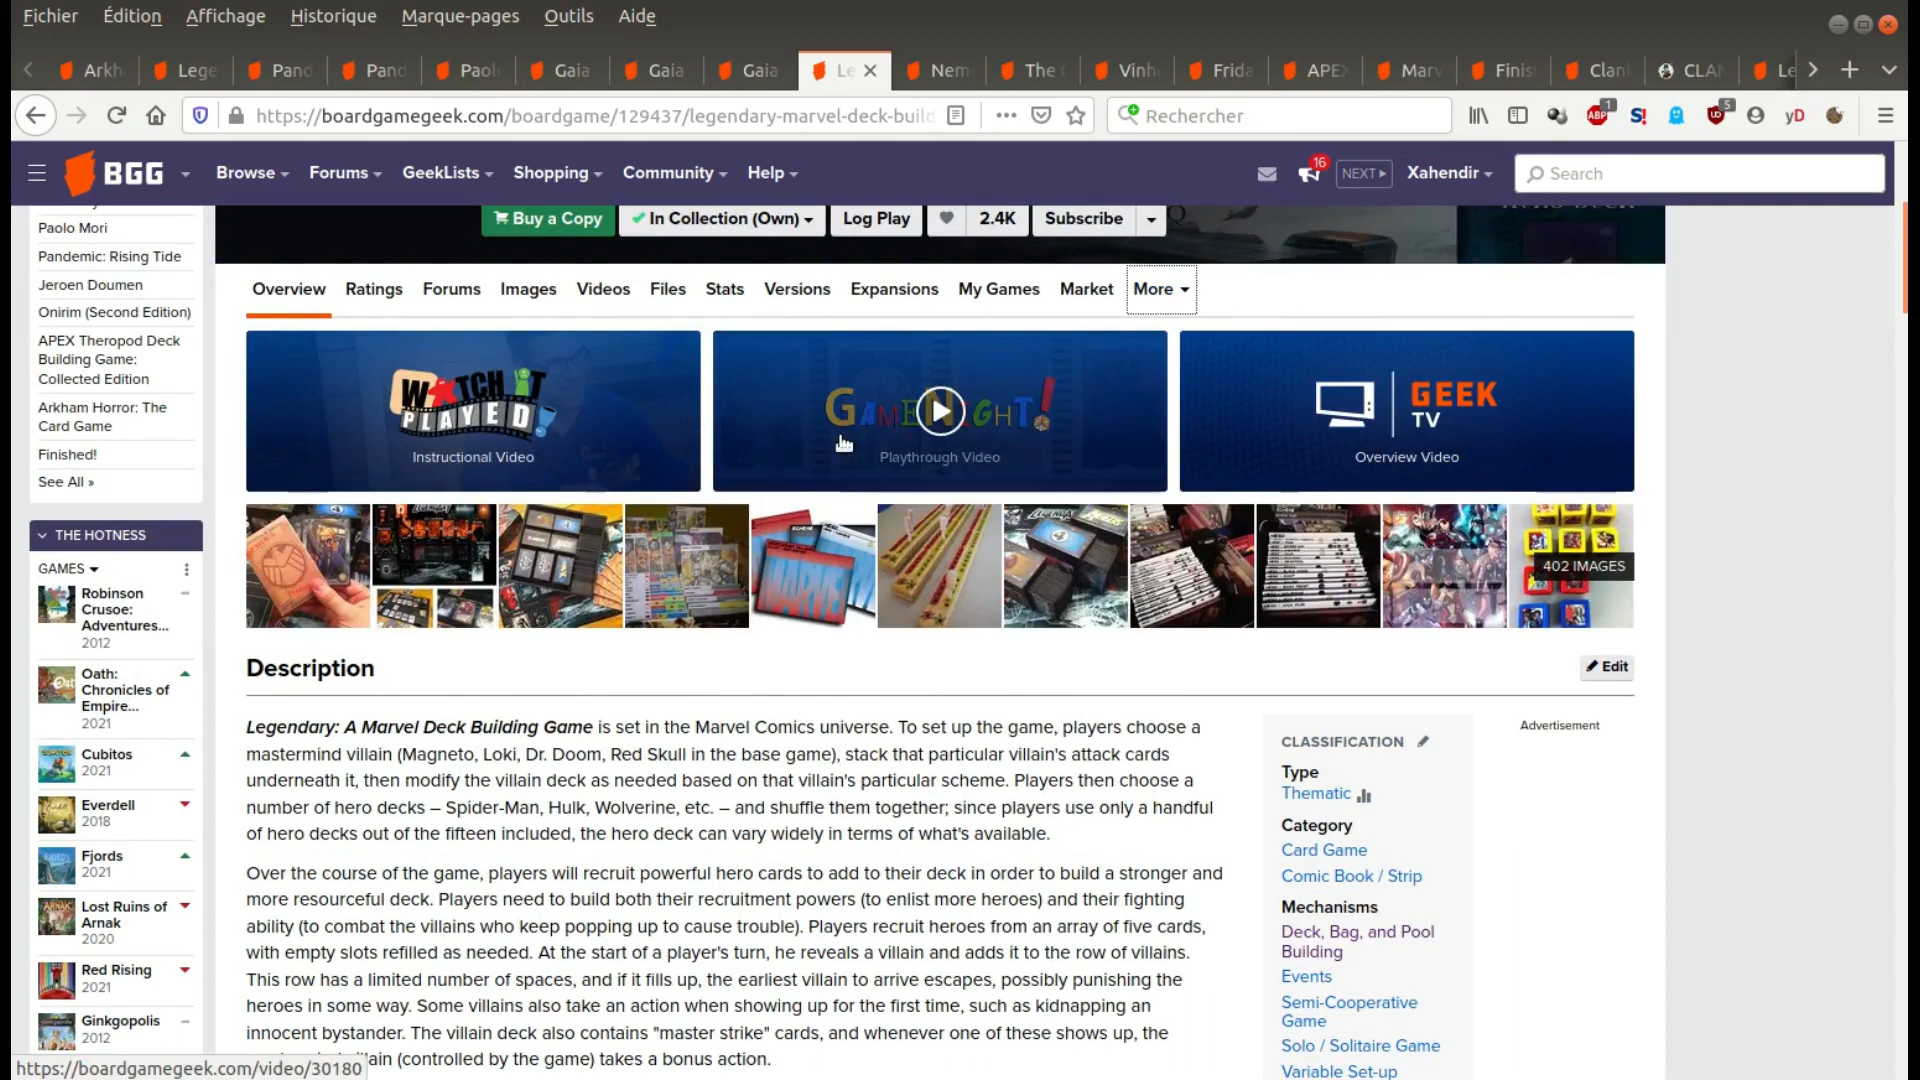 Fichier Édition Affichage Historique Marque-pages Outils Aide
Arkh Lege Pand Pand Paol Gaia Gaia Gaia Le Nem The Vinh Frida APEX Marv Finis Clan CLAN Le
https://boardgamegeek.com/boardgame/129437/legendary-marvel-deck-build
Rechercher
1
5
ABP
S!
yD
BGG Browse Forums GeekLists Shopping Community Help
16
NEXT
Xahendir
Search
Paolo Mori
Pandemic: Rising Tide
Jeroen Doumen
Onirim (Second Edition)
APEX Theropod Deck
Building Game:
Collected Edition
Arkham Horror: The
Card Game
Finished!
See All »
THE HOTNESS
GAMES
Robinson
Crusoe:
Adventures...
2012
Oath:
Chronicles of
Empire...
2021
Cubitos
2021
Everdell
2018
Fjords
2021
Lost Ruins of
Arnak
2020
Red Rising
2021
Ginkgopolis
2012
Buy a Copy
In Collection (Own)
Log Play
2.4K
Subscribe
Overview Ratings Forums Images Videos Files Stats Versions Expansions My Games Market More
WATCH IT
PLAYED
Instructional Video
GAMENIGHT!
Playthrough Video
GEEK
TV
Overview Video
402 IMAGES
Description
Edit
Legendary: A Marvel Deck Building Game is set in the Marvel Comics universe. To set up the game, players choose a
mastermind villain (Magneto, Loki, Dr. Doom, Red Skull in the base game), stack that particular villain's attack cards
underneath it, then modify the villain deck as needed based on that villain's particular scheme. Players then choose a
number of hero decks – Spider-Man, Hulk, Wolverine, etc. – and shuffle them together; since players use only a handful
of hero decks out of the fifteen included, the hero deck can vary widely in terms of what's available.
Over the course of the game, players will recruit powerful hero cards to add to their deck in order to build a stronger and
more resourceful deck. Players need to build both their recruitment powers (to enlist more heroes) and their fighting
ability (to combat the villains who keep popping up to cause trouble). Players recruit heroes from an array of five cards,
with empty slots refilled as needed. At the start of a player's turn, he reveals a villain and adds it to the row of villains.
This row has a limited number of spaces, and if it fills up, the earliest villain to arrive escapes, possibly punishing the
heroes in some way. Some villains also take an action when showing up for the first time, such as kidnapping an
innocent bystander. The villain deck also contains "master strike" cards, and whenever one of these shows up, the
ain (controlled by the game) takes a bonus action.
CLASSIFICATION
Type
Thematic
Category
Card Game
Comic Book / Strip
Mechanisms
Deck, Bag, and Pool
Building
Events
Semi-Cooperative
Game
Solo / Solitaire Game
Variable Set-up
Advertisement
https://boardgamegeek.com/video/30180